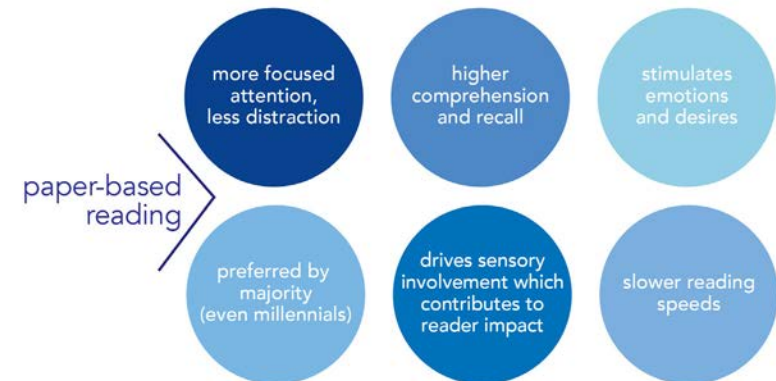 paper-based
reading
more focused
attention,
less distraction
higher
comprehension
and recall
stimulates
emotions
and desires
preferred by
majority
(even millennials)
drives sensory
involvement which
contributes to
reader impact
slower reading
speeds